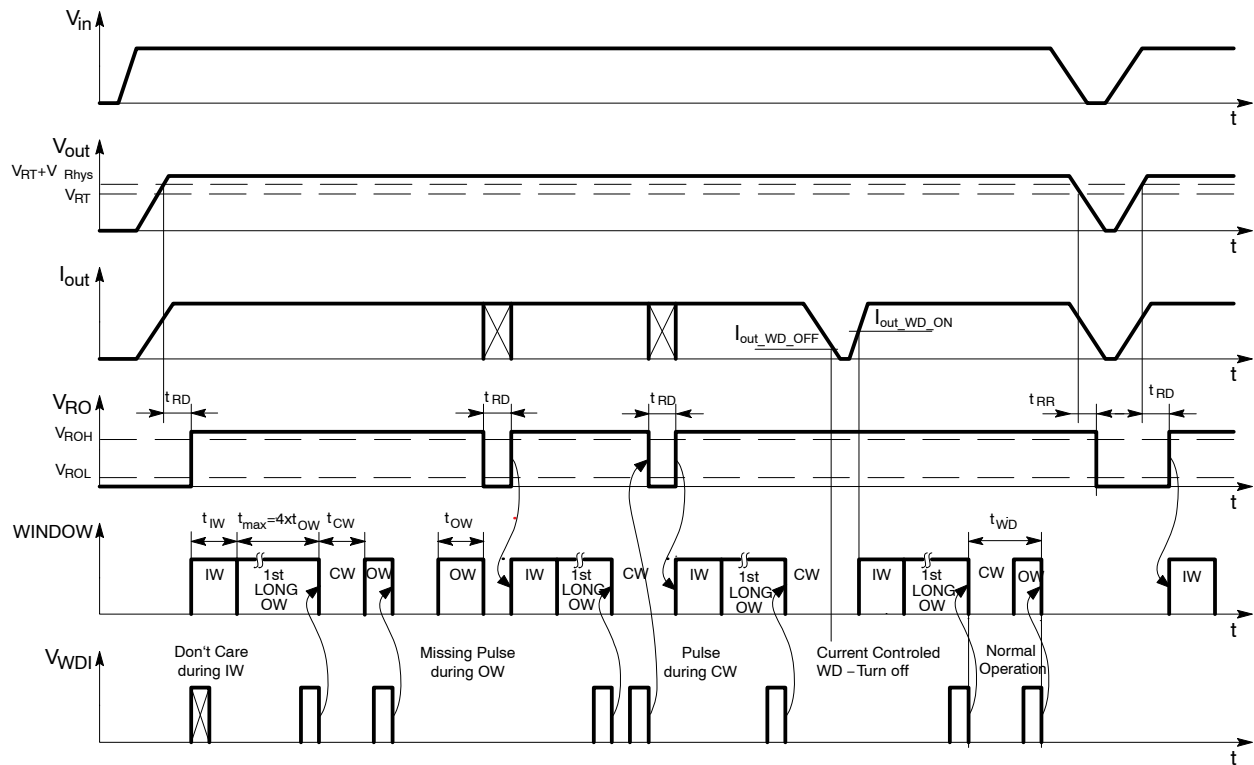 Vin
t
Vout
VRT+V Rhys
VRT
t
Iout
Iout_WD_OFF
Iout_WD_ON
t
VRO
tRD
tRD
tRD
tRR
tRD
VROH
VROL
t
WINDOW
tIW
tmax=4xtOW
tCW
tOW
tWD
IW
1st
LONG
OW
CW
OW
OW
IW
1st
LONG
OW
CW
IW
1st
LONG
OW
CW
IW
1st
LONG
OW
CW
OW
IW
t
VWDI
Don't Care
during IW
Missing Pulse
during OW
Pulse
during CW
Current Controled
WD – Turn off
Normal
Operation
t